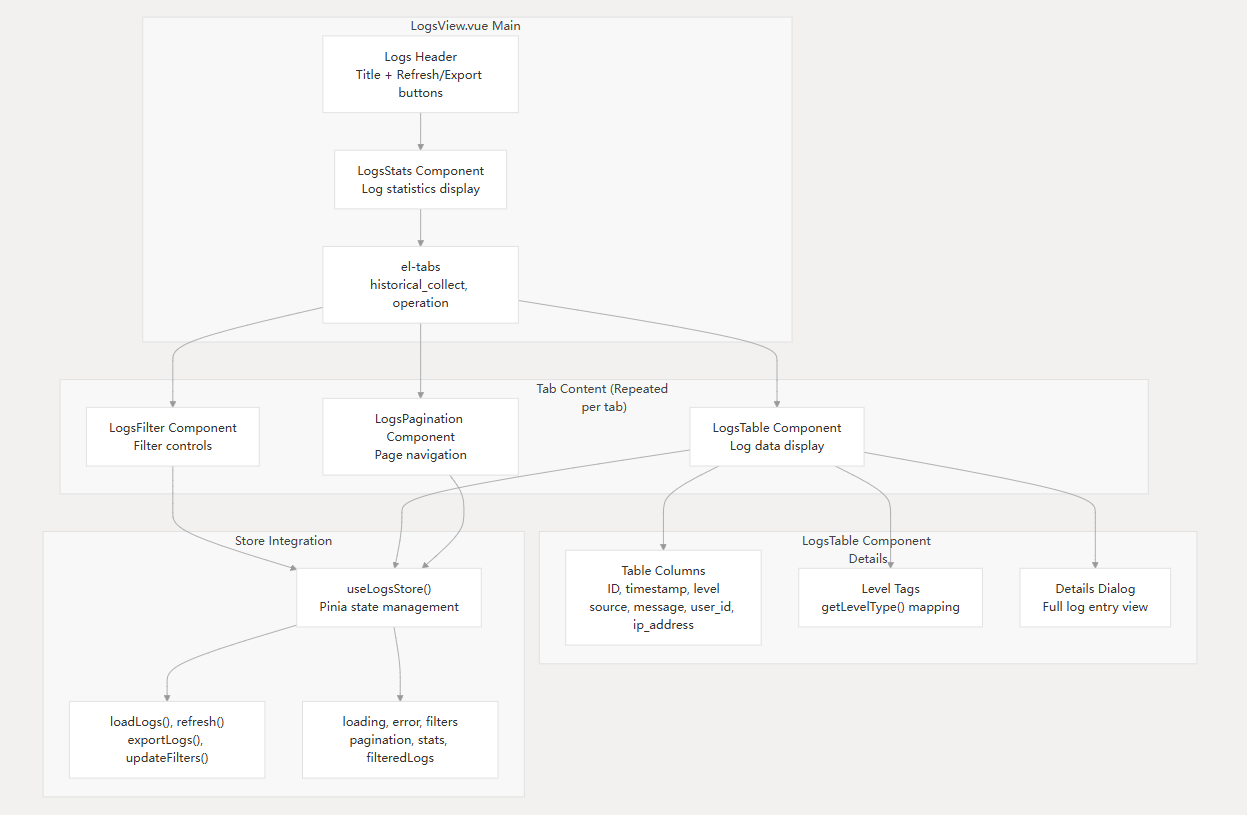 LogsView.vue Main
Logs Header
Title + Refresh/Export
buttons
LogsStats Component
Log statistics display
el-tabs
historical_collect,
operation
Tab Content (Repeated
per tab)
LogsFilter Component
Filter controls
LogsPagination
Component
Page navigation
LogsTable Component
Log data display
Store Integration
useLogsStore()
Pinia state management
loadLogs(), refresh()
exportLogs(),
updateFilters()
loading, error, filters
pagination, stats,
filteredLogs
LogsTable Component
Details
Table Columns
ID, timestamp, level
source, message, user_id,
ip_address
Level Tags
getLevelType() mapping
Details Dialog
Full log entry view